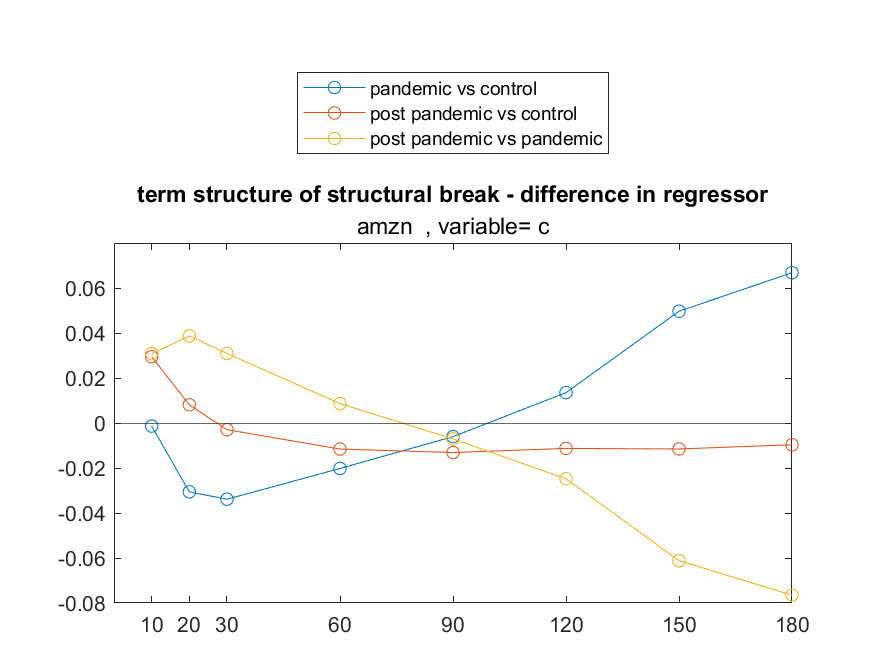 pandemic vs control
post pandemic vs control
post pandemic vs pandemic
term structure of structural break - difference in regressor
amzn , variable= c
0.06
0.04
0.02
0
-0.02
-0.04
-0.06
-0.08
10 20 30 60 90 120 150 180